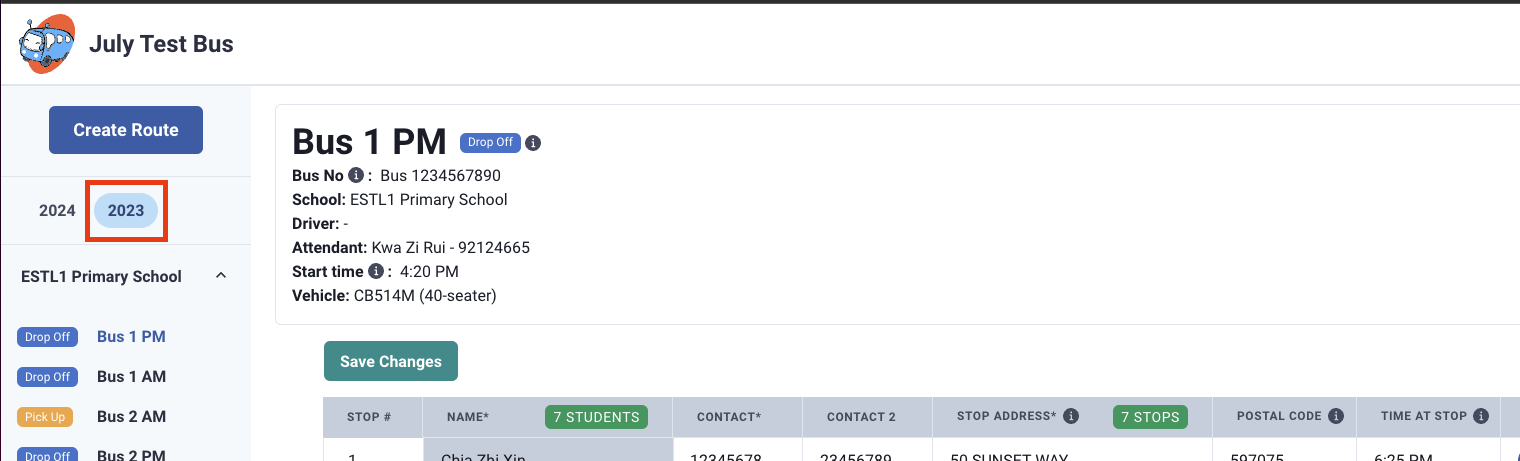 July Test Bus
Create Route
2024 2023
ESTL1 Primary School
Drop Off Bus 1 PM
Drop Off Bus 1 AM
Pick Up Bus 2 AM
Drop Off Bus 2 PM
Bus 1 PM Drop Off
Bus No : Bus 1234567890
School: ESTL1 Primary School
Driver: -
Attendant: Kwa Zi Rui - 92124665
Start time : 4:20 PM
Vehicle: CB514M (40-seater)
Save Changes
STOP # NAME* 7 STUDENTS CONTACT* CONTACT 2 STOP ADDRESS* 7 STOPS POSTAL CODE TIME AT STOP
1 Chia Zhi Xin 12345678 23456789 50 SUNSET WAY 597075 6:25 PM